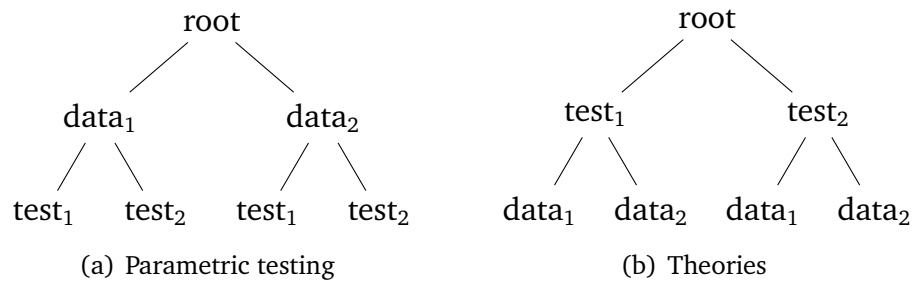 root
data₁ data₂
test₁ test₂ test₁ test₂
(a) Parametric testing
root
test₁ test₂
data₁ data₂ data₁ data₂
(b) Theories